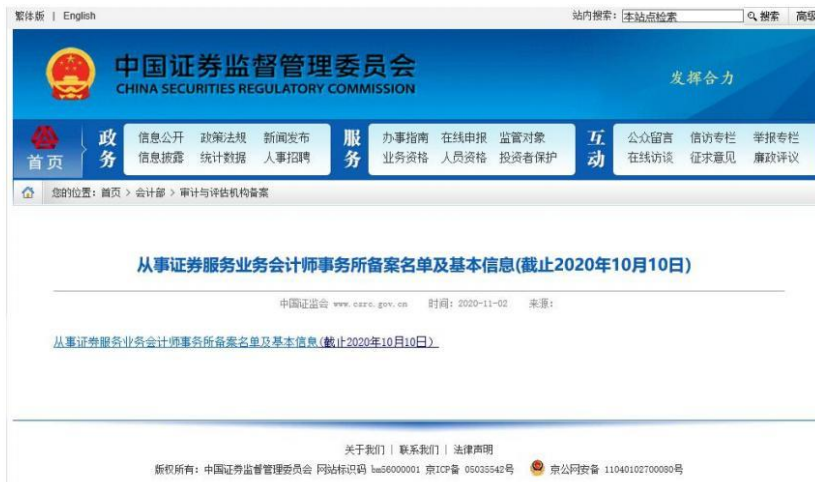 繁体版 | English 站内搜索: 本站点检索 搜索 高级
中国证券监督管理委员会
CHINA SECURITIES REGULATORY COMMISSION
发挥合力
首页
政务
信息公开 政策法规 新闻发布
信息披露 统计数据 人事招聘
服务
办事指南 在线申报 监管对象
业务资格 人员资格 投资者保护
互动
公众留言 信访专栏 举报专栏
在线访谈 征求意见 廉政评议
您的位置: 首页 > 会计部 > 审计与评估机构备案
从事证券服务业务会计师事务所备案名单及基本信息(截止2020年10月10日)
中国证监会 www.csrc.gov.cn 时间: 2020-11-02 来源:
从事证券服务业务会计师事务所备案名单及基本信息(截止2020年10月10日)
关于我们 | 联系我们 | 法律声明
版权所有: 中国证券监督管理委员会 网站标识码 bm56000001 京ICP备 05035542号 京公网安备 11040102700080号